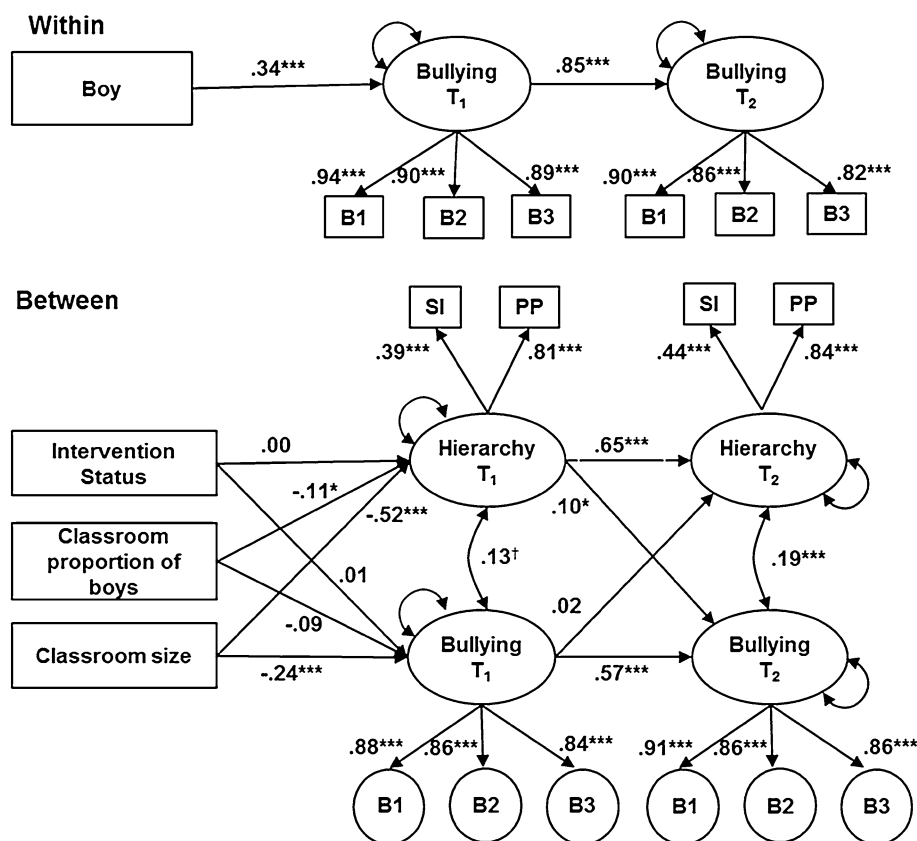 Within
Boy
.34***
Bullying
T₁
.85***
Bullying
T₂
.94***
.90***
.89***
.90***
.86***
.82***
B1
B2
B3
B1
B2
B3
Between
SI
PP
SI
PP
.39***
.81***
.44***
.84***
Intervention
Status
.00
Hierarchy
T₁
.65***
Hierarchy
T₂
-.11*
-.52***
.10*
Classroom
proportion of
boys
.01
.13†
.19***
-.09
.02
Classroom size
-.24***
Bullying
T₁
.57***
Bullying
T₂
.88***
.86***
.84***
.91***
.86***
.86***
B1
B2
B3
B1
B2
B3